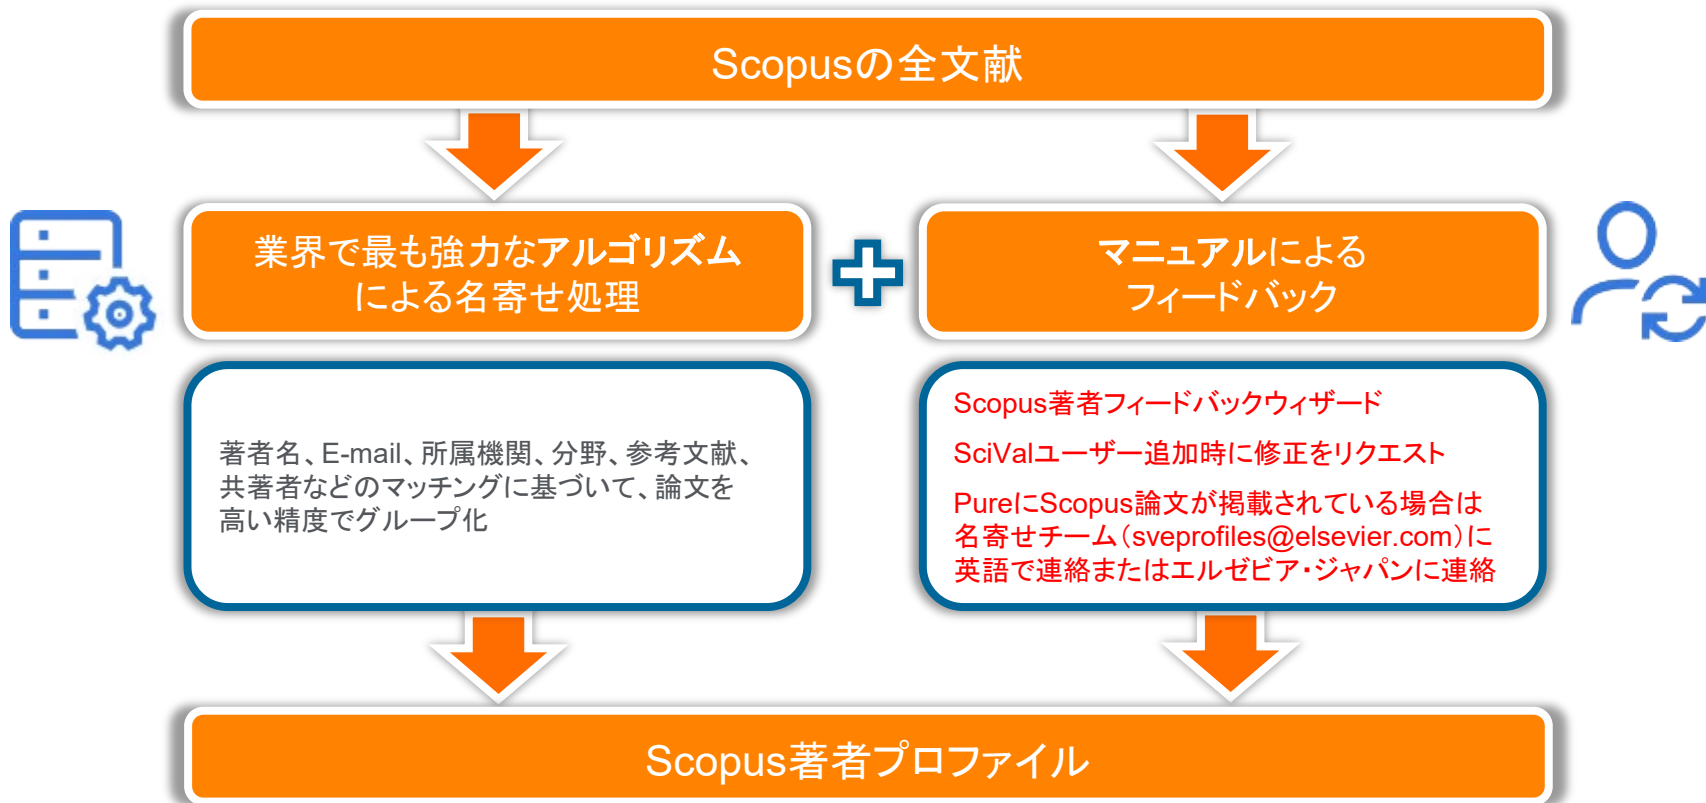 Scopusの全文献
業界で最も強力なアルゴリズム
による名寄せ処理
マニュアルによる
フィードバック
著者名、E-mail、所属機関、分野、参考文献、
共著者などのマッチングに基づいて、論文を
高い精度でグループ化
Scopus著者フィードバックウィザード
SciValユーザー追加時に修正をリクエスト
PureにScopus論文が掲載されている場合は
名寄せチーム（sveprofiles@elsevier.com）に
英語で連絡またはエルゼビア・ジャパンに連絡
Scopus著者プロファイル